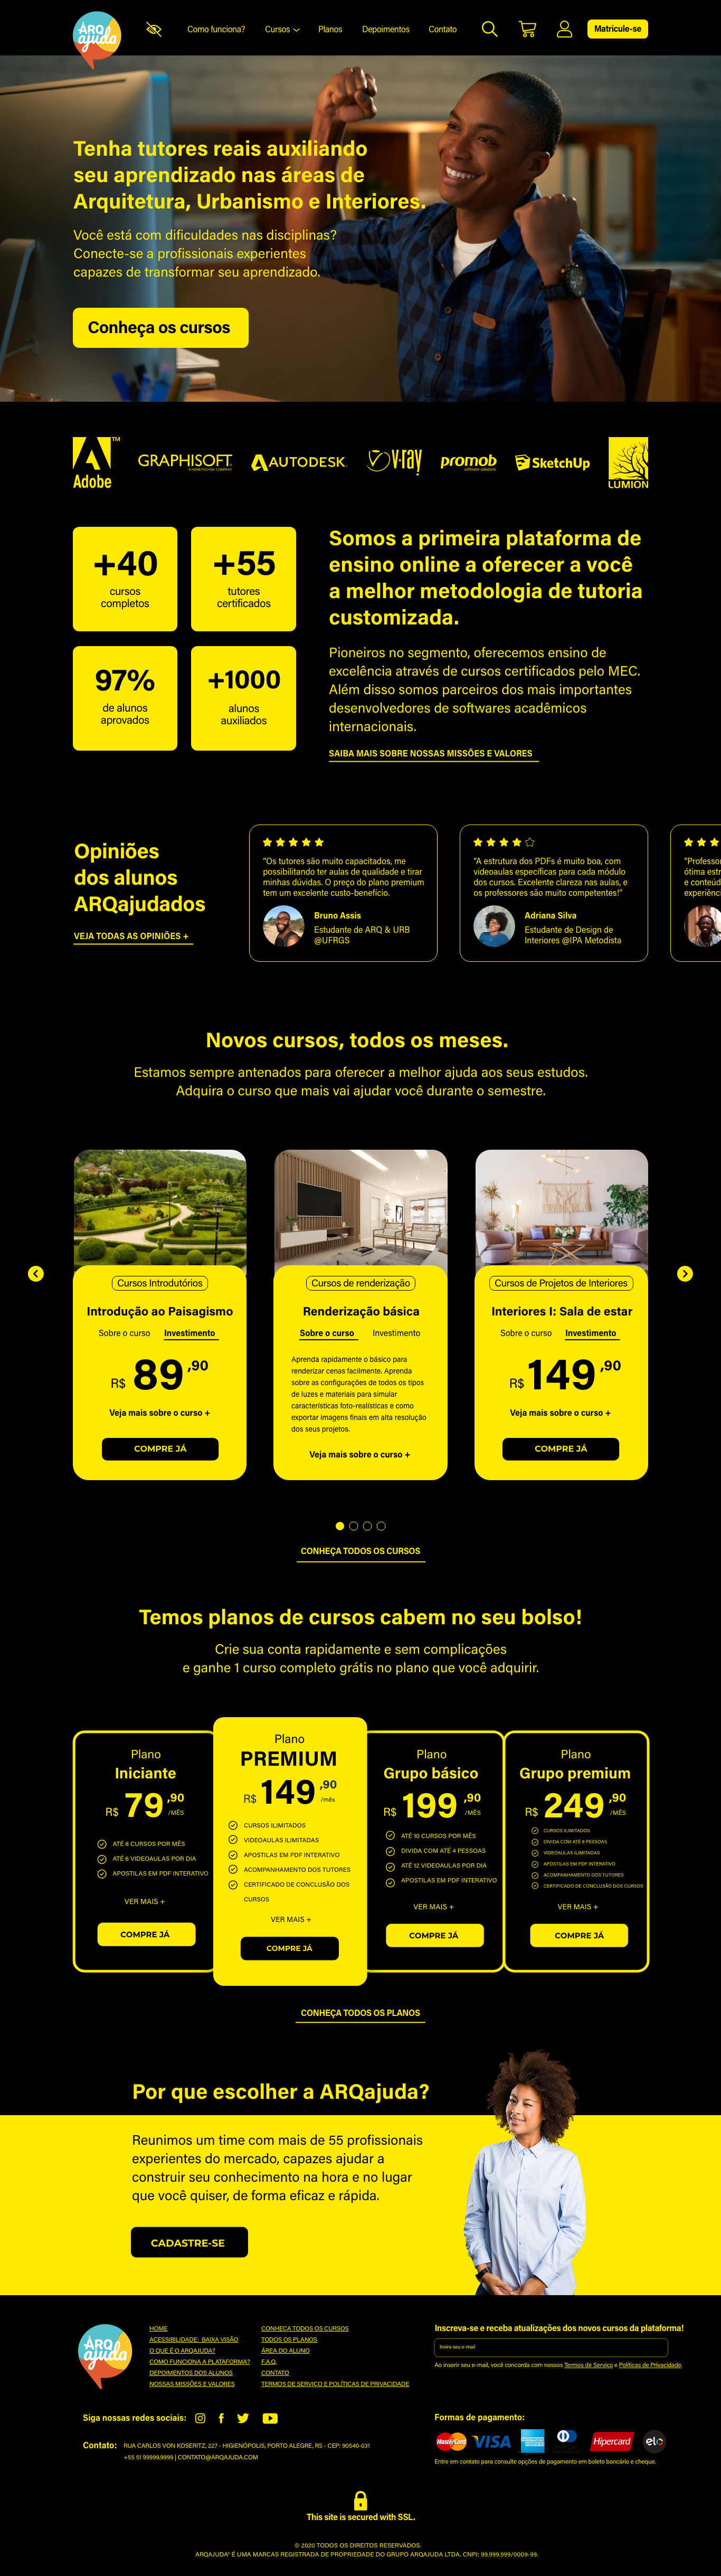 ARQ
ajuda
Como funciona?
Cursos
Planos
Depoimentos
Contato
Matricule-se
Tenha tutores reais auxiliando
seu aprendizado nas áreas de
Arquitetura, Urbanismo e Interiores.
Você está com dificuldades nas disciplinas?
Conecte-se a profissionais experientes
capazes de transformar seu aprendizado.
Conheça os cursos
Adobe TM
GRAPHISOFT.
AUTODESK.
v·ray
promob
SketchUp
LUMION
+40
cursos
completos
+55
tutores
certificados
97%
de alunos
aprovados
+1000
alunos
auxiliados
Somos a primeira plataforma de
ensino online a oferecer a você
a melhor metodologia de tutoria
customizada.
Pioneiros no segmento, oferecemos ensino de
excelência através de cursos certificados pelo MEC.
Além disso somos parceiros dos mais importantes
desenvolvedores de softwares acadêmicos
internacionais.
SAIBA MAIS SOBRE NOSSAS MISSÕES E VALORES
Opiniões
dos alunos
ARQajudados
VEJA TODAS AS OPINIÕES +
"Os tutores são muito capacitados, me
possibilitando ter aulas de qualidade e tirar
minhas dúvidas. O preço do plano premium
tem um excelente custo-benefício.
Bruno Assis
Estudante de ARQ & URB
@UFRGS
"A estrutura dos PDFs é muito boa, com
videoaulas específicas para cada módulo
dos cursos. Excelente clareza nas aulas, e
os professores são muito competentes!"
Adriana Silva
Estudante de Design de
Interiores @IPA Metodista
"Professo
ótima estr
e conteúd
experiênc
Novos cursos, todos os meses.
Estamos sempre antenados para oferecer a melhor ajuda aos seus estudos.
Adquira o curso que mais vai ajudar você durante o semestre.
Cursos Introdutórios
Introdução ao Paisagismo
Sobre o curso Investimento
R$ 89,90
Veja mais sobre o curso +
COMPRE JÁ
Cursos de renderização
Renderização básica
Sobre o curso Investimento
Aprenda rapidamente o básico para
renderizar cenas facilmente. Aprenda
sobre as configurações de todos os tipos
de luzes e materiais para simular
características foto-realísticas e como
exportar imagens finais em alta resolução
dos seus projetos.
Veja mais sobre o curso +
Cursos de Projetos de Interiores
Interiores I: Sala de estar
Sobre o curso Investimento
R$ 149,90
Veja mais sobre o curso +
COMPRE JÁ
CONHEÇA TODOS OS CURSOS
Temos planos de cursos cabem no seu bolso!
Crie sua conta rapidamente e sem complicações
e ganhe 1 curso completo grátis no plano que você adquirir.
Plano
Iniciante
R$ 79,90 /MÊS
ATÉ 8 CURSOS POR MÊS
ATÉ 6 VIDEOAULAS POR DIA
APOSTILAS EM PDF INTERATIVO
VER MAIS +
COMPRE JÁ
Plano
PREMIUM
R$ 149,90 /mês
CURSOS ILIMITADOS
VIDEOAULAS ILIMITADAS
APOSTILAS EM PDF INTERATIVO
ACOMPANHAMENTO DOS TUTORES
CERTIFICADO DE CONCLUSÃO DOS
CURSOS
VER MAIS +
COMPRE JÁ
Plano
Grupo básico
R$ 199,90 /MÊS
ATÉ 10 CURSOS POR MÊS
DIVIDA COM ATÉ 4 PESSOAS
ATÉ 12 VIDEOAULAS POR DIA
APOSTILAS EM PDF INTERATIVO
VER MAIS +
COMPRE JÁ
Plano
Grupo premium
R$ 249,90 /MÊS
CURSOS ILIMITADOS
DIVIDA COM ATÉ 8 PESSOAS
VIDEOAULAS ILIMITADAS
APOSTILAS EM PDF INTERATIVO
ACOMPANHAMENTO DOS TUTORES
CERTIFICADO DE CONCLUSÃO DOS CURSOS
VER MAIS +
COMPRE JÁ
CONHEÇA TODOS OS PLANOS
Por que escolher a ARQajuda?
Reunimos um time com mais de 55 profissionais
experientes do mercado, capazes ajudar a
construir seu conhecimento na hora e no lugar
que você quiser, de forma eficaz e rápida.
CADASTRE-SE
ARQ
ajuda
HOME
ACESSIBILIDADE: BAIXA VISÃO
O QUE É O ARQAJUDA?
COMO FUNCIONA A PLATAFORMA?
DEPOIMENTOS DOS ALUNOS
NOSSAS MISSÕES E VALORES
CONHEÇA TODOS OS CURSOS
TODOS OS PLANOS
ÁREA DO ALUNO
F.A.Q.
CONTATO
TERMOS DE SERVIÇO E POLÍTICAS DE PRIVACIDADE
Inscreva-se e receba atualizações dos novos cursos da plataforma!
Insira seu e-mail
Ao inserir seu e-mail, você concorda com nossos Termos de Serviço e Políticas de Privacidade.
Siga nossas redes sociais:
Contato: RUA CARLOS VON KOSERITZ, 227 - HIGIENÓPOLIS, PORTO ALEGRE, RS - CEP: 90540-031
+55 51 99999.9999 | CONTATO@ARQAJUDA.COM
Formas de pagamento:
MasterCard
VISA
AMERICAN EXPRESS
Hipercard
elo
Entre em contato para consulte opções de pagamento em boleto bancário e cheque.
This site is secured with SSL.
© 2020 TODOS OS DIREITOS RESERVADOS.
ARQAJUDA® É UMA MARCAS REGISTRADA DE PROPRIEDADE DO GRUPO ARQAJUDA LTDA. CNPJ: 99.999.999/0009-99.